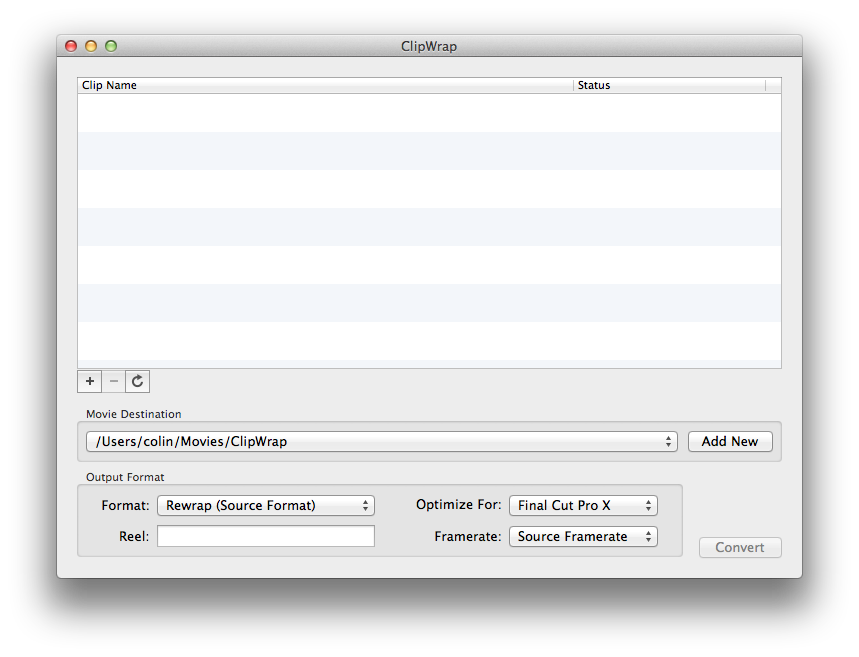 ClipWrap
Clip Name Status
Movie Destination
/Users/colin/Movies/ClipWrap Add New
Output Format
Format: Rewrap (Source Format) Optimize For: Final Cut Pro X
Reel: Framerate: Source Framerate
Convert